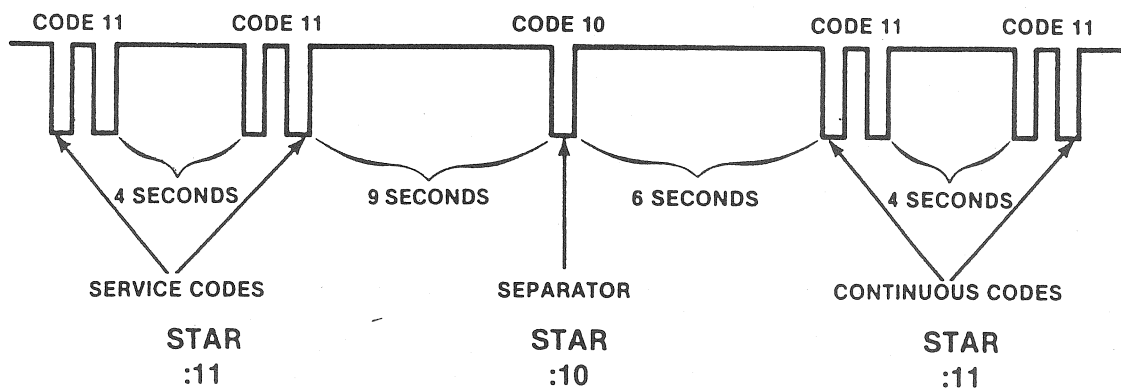 CODE 11 CODE 11 CODE 10 CODE 11 CODE 11
4 SECONDS 9 SECONDS 6 SECONDS 4 SECONDS
SERVICE CODES SEPARATOR CONTINUOUS CODES
STAR STAR STAR
:11 :10 :11